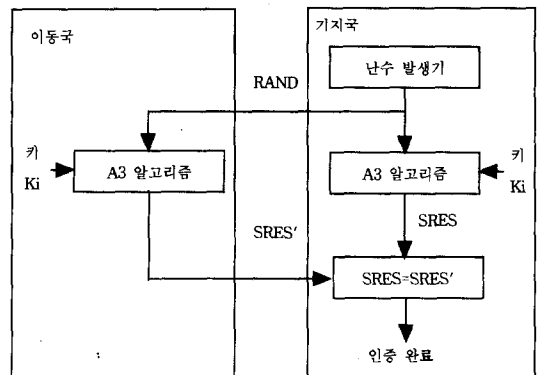 이동국
기지국
난수 발생기
RAND
키
Ki
A3 알고리즘
A3 알고리즘
키
Ki
SRES
SRES′
SRES=SRES′
인증 완료